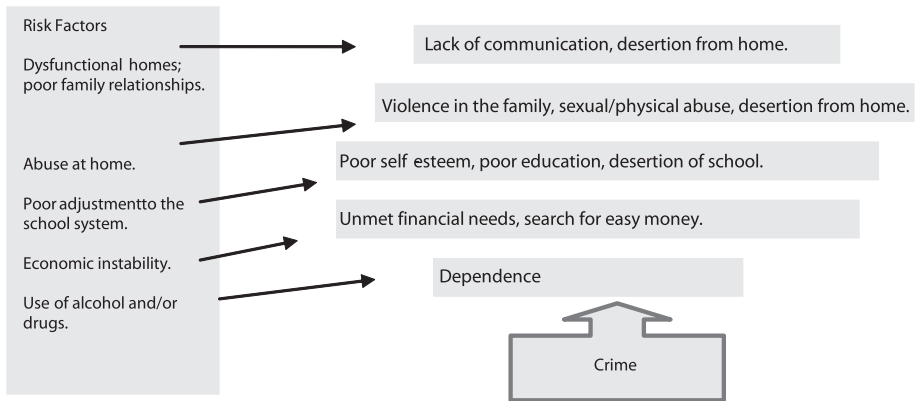 Risk Factors
Dysfunctional homes;
poor family relationships.
Abuse at home.
Poor adjustmentto the
school system.
Economic instability.
Use of alcohol and/or
drugs.
Lack of communication, desertion from home.
Violence in the family, sexual/physical abuse, desertion from home.
Poor self esteem, poor education, desertion of school.
Unmet financial needs, search for easy money.
Dependence
Crime